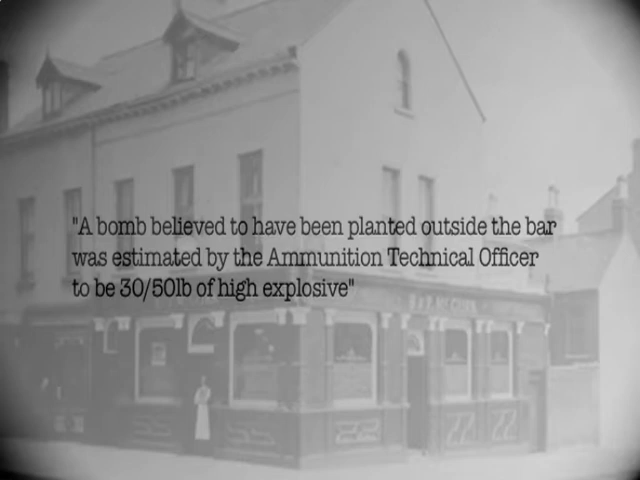 "A bomb believed to have been planted outside the bar
was estimated by the Ammunition Technical Officer
to be 30/50lb of high explosive"